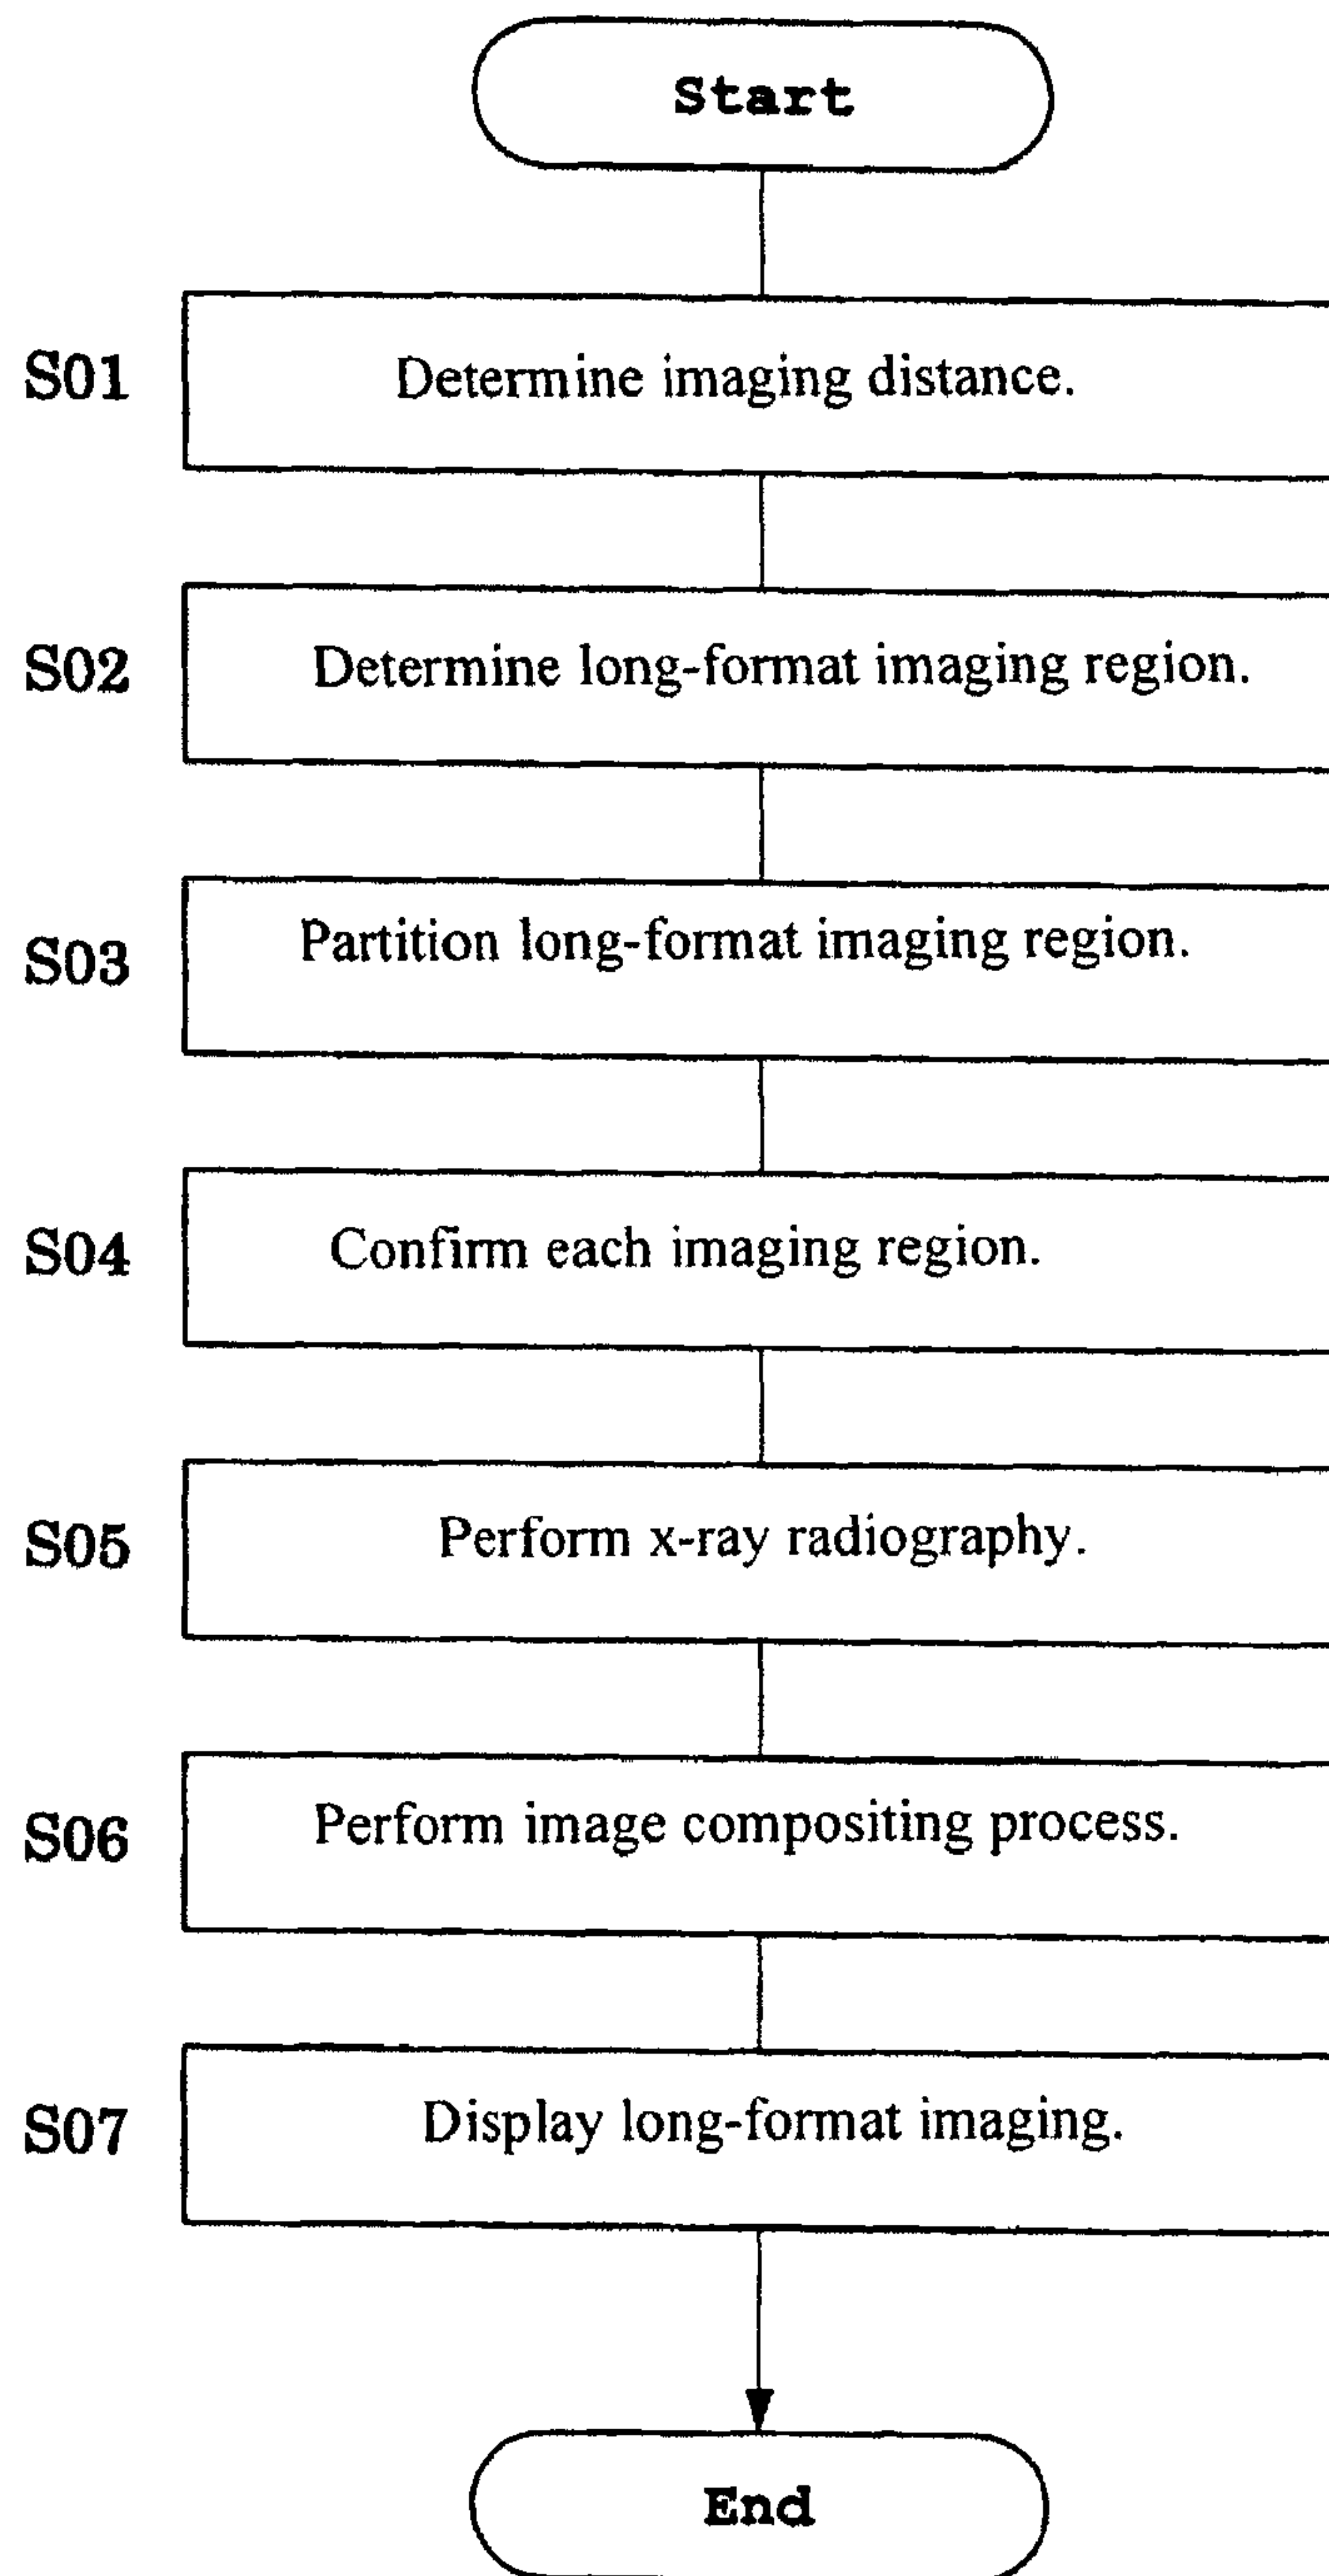 Start
S01 Determine imaging distance.
S02 Determine long-format imaging region.
S03 Partition long-format imaging region.
S04 Confirm each imaging region.
S05 Perform x-ray radiography.
S06 Perform image compositing process.
S07 Display long-format imaging.
End